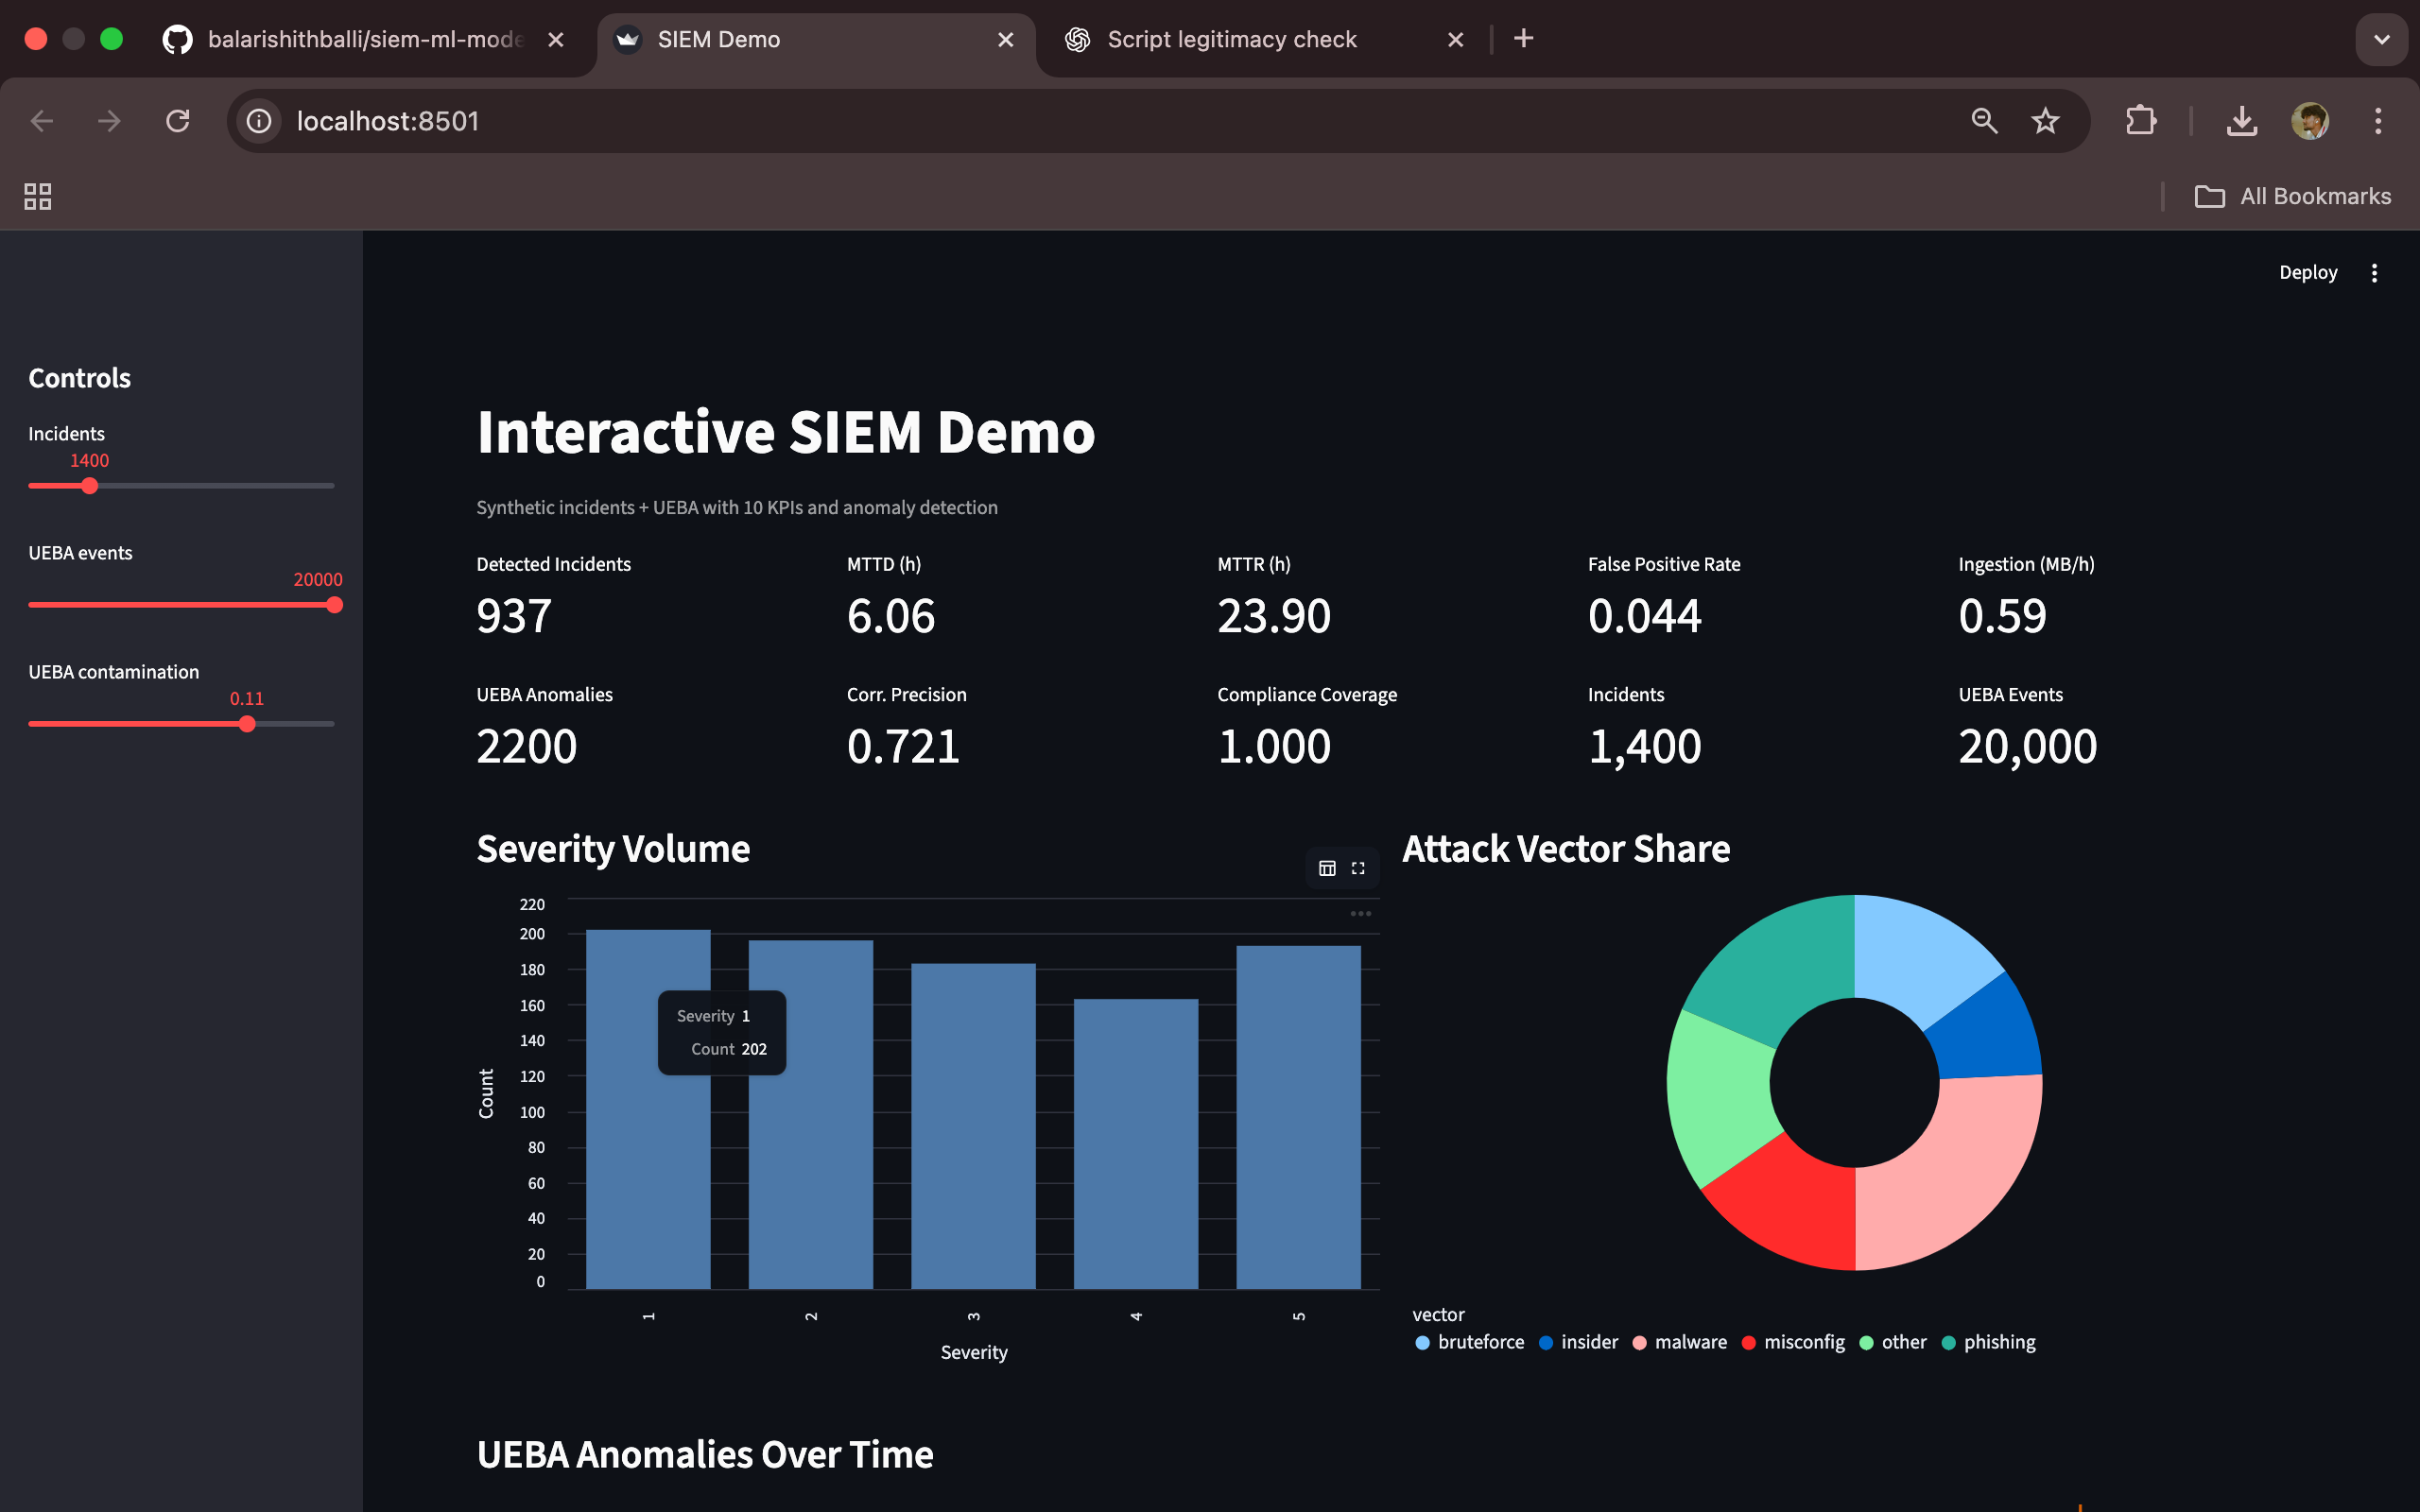 balarishithballi/siem-ml-mode
SIEM Demo
Script legitimacy check
localhost:8501
All Bookmarks
Deploy
Controls
Incidents
1400
UEBA events
20000
UEBA contamination
0.11
Interactive SIEM Demo
Synthetic incidents + UEBA with 10 KPIs and anomaly detection
Detected Incidents
937
MTTD (h)
6.06
MTTR (h)
23.90
False Positive Rate
0.044
Ingestion (MB/h)
0.59
UEBA Anomalies
2200
Corr. Precision
0.721
Compliance Coverage
1.000
Incidents
1,400
UEBA Events
20,000
Severity Volume
220
200
180
160
140
120
100
80
60
40
20
0
Count
Severity 1
Count 202
1 2 3 4 5
Severity
Attack Vector Share
vector
bruteforce insider malware misconfig other phishing
UEBA Anomalies Over Time